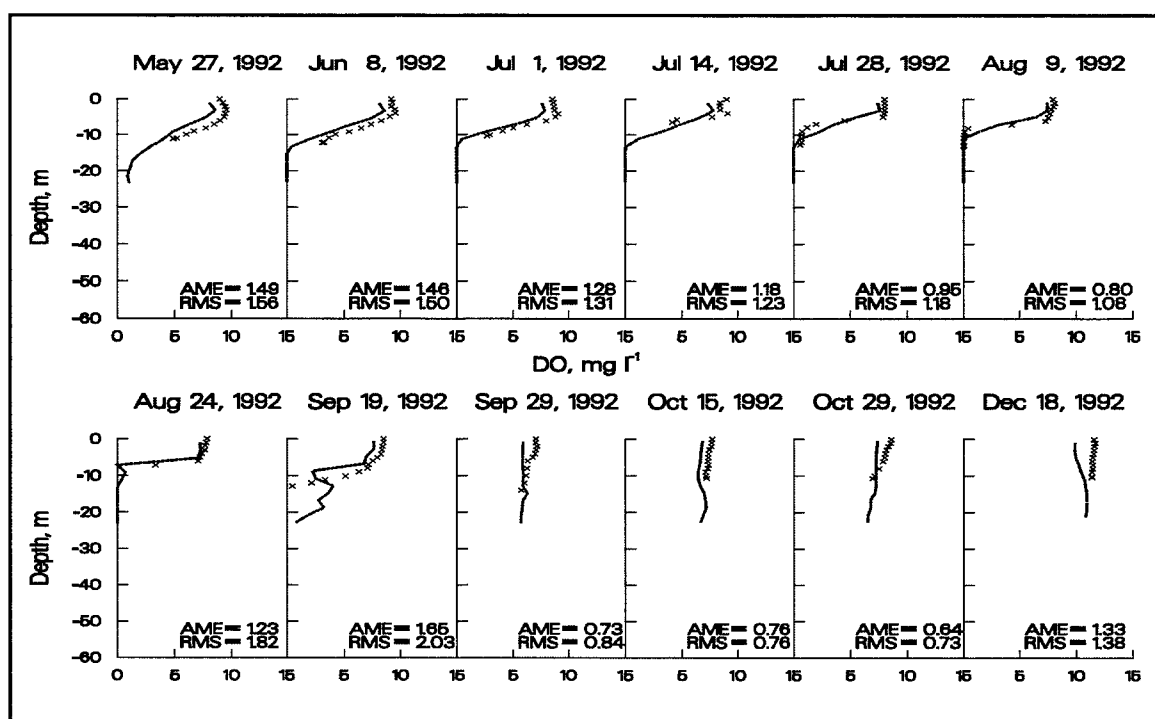 May 27, 1992 Jun 8, 1992 Jul 1, 1992 Jul 14, 1992 Jul 28, 1992 Aug 9, 1992
Depth, m
0
-10
-20
-30
-40
-50
-60
AME= 1.49 AME= 1.46 AME= 1.28 AME= 1.18 AME= 0.95 AME= 0.80
RMS= 1.56 RMS= 1.50 RMS= 1.31 RMS= 1.23 RMS= 1.18 RMS= 1.08
0 5 10 15 5 10 15 5 10 15 5 10 15 5 10 15 5 10 15
DO, mg l⁻¹
Aug 24, 1992 Sep 19, 1992 Sep 29, 1992 Oct 15, 1992 Oct 29, 1992 Dec 18, 1992
Depth, m
0
-10
-20
-30
-40
-50
-60
AME= 1.23 AME= 1.65 AME= 0.73 AME= 0.76 AME= 0.64 AME= 1.33
RMS= 1.82 RMS= 2.03 RMS= 0.84 RMS= 0.76 RMS= 0.73 RMS= 1.38
0 5 10 15 5 10 15 5 10 15 5 10 15 5 10 15 5 10 15